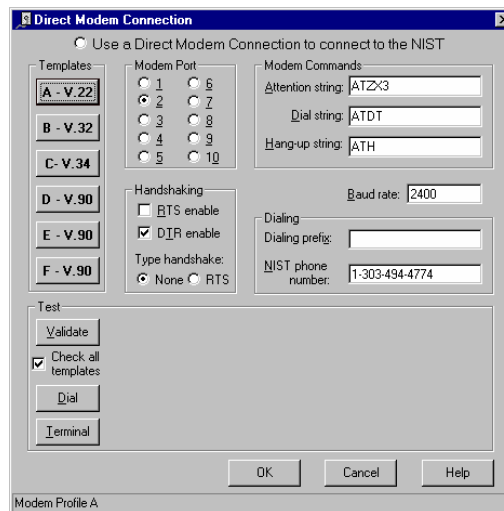 Direct Modem Connection
Use a Direct Modem Connection to connect to the NIST
Templates
A - V.22
B - V.32
C- V.34
D - V.90
E - V.90
F - V.90
Modem Port
1 6
2 7
3 8
4 9
5 10
Handshaking
RTS enable
DTR enable
Type handshake:
None RTS
Modem Commands
Attention string: ATZX3
Dial string: ATDT
Hang-up string: ATH
Baud rate: 2400
Dialing
Dialing prefix:
NIST phone
number: 1-303-494-4774
Test
Validate
Check all
templates
Dial
Terminal
OK Cancel Help
Modem Profile A